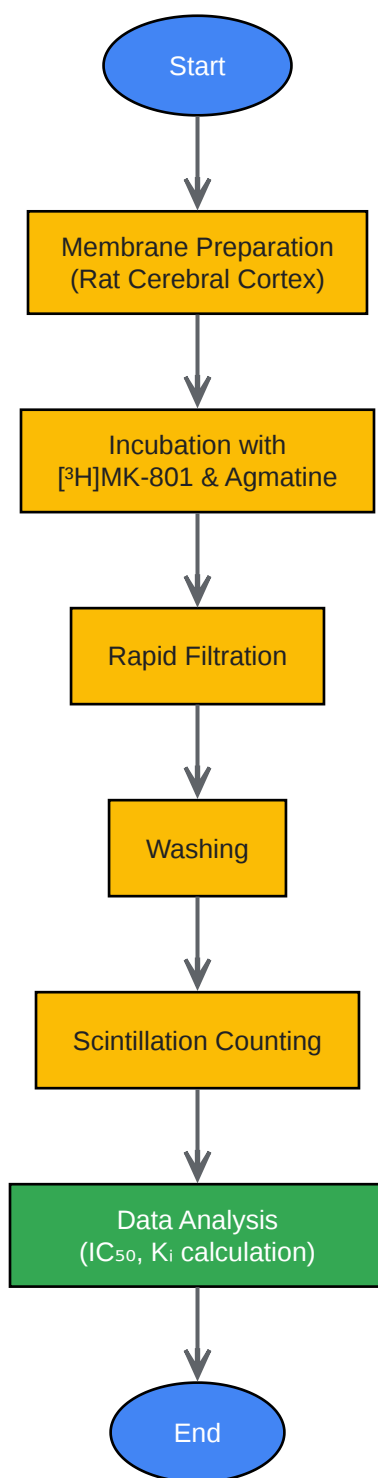 Start
Membrane Preparation
(Rat Cerebral Cortex)
Incubation with
[³H]MK-801 & Agmatine
Rapid Filtration
Washing
Scintillation Counting
Data Analysis
(IC₅₀, Kᵢ calculation)
End